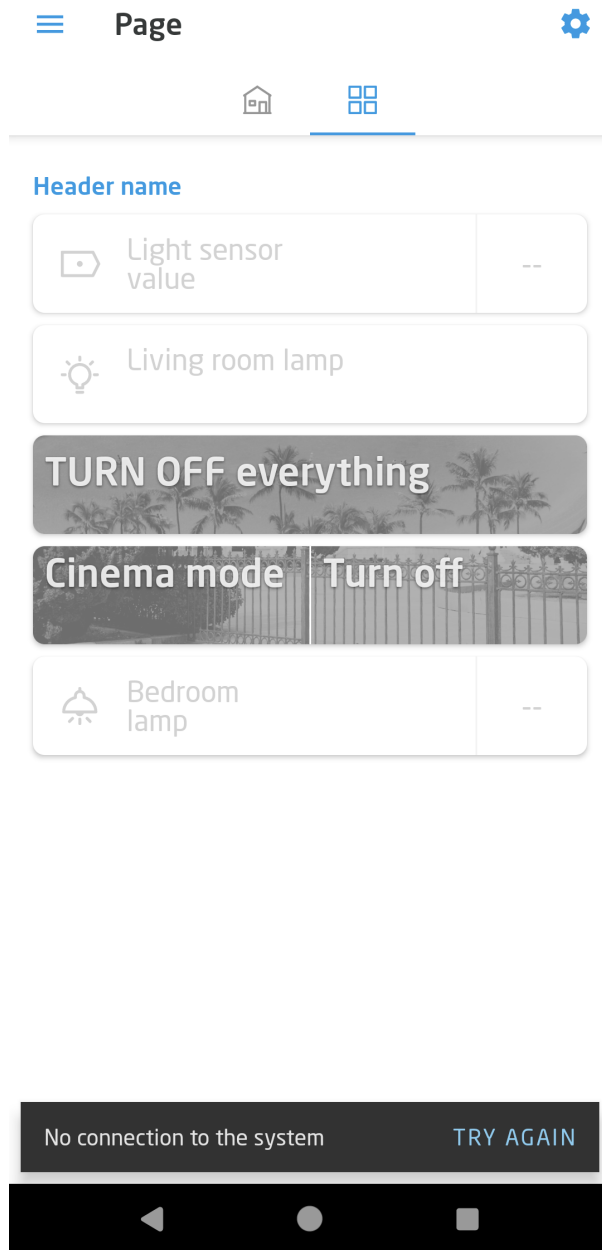 Page
Header name
Light sensor
value
--
Living room lamp
TURN OFF everything
Cinema mode
Turn off
Bedroom
lamp
--
No connection to the system
TRY AGAIN